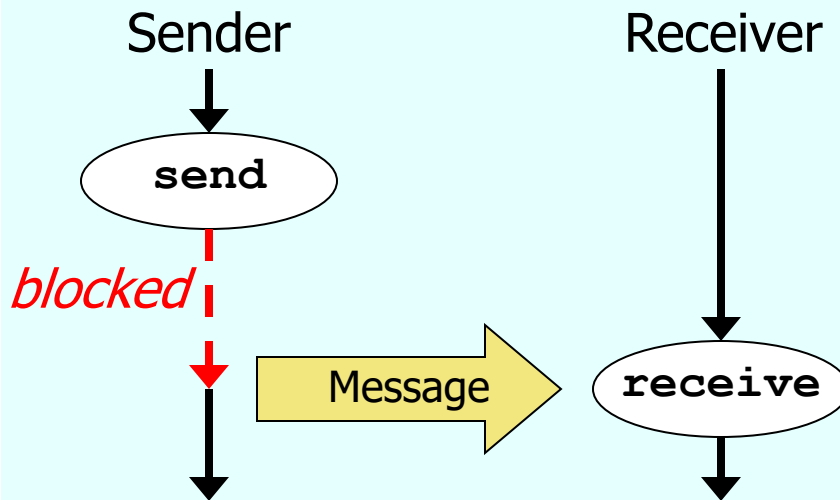 Sender
Receiver
send
blocked
Message
receive